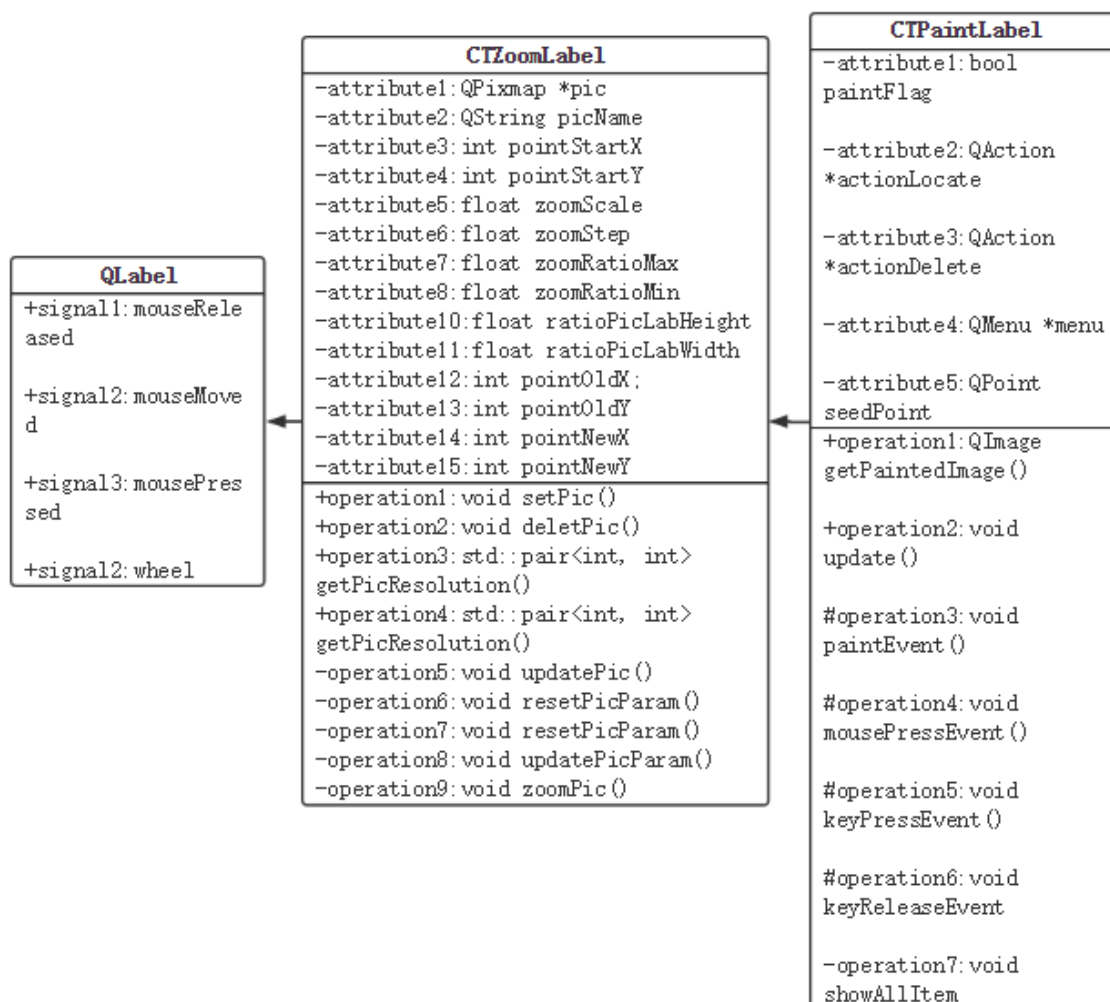 QLabel
+signal1:mouseRele
ased
+signal2:mouseMove
d
+signal3:mousePres
sed
+signal2:wheel
CTZoomLabel
-attribute1:QPixmap *pic
-attribute2:QString picName
-attribute3:int pointStartX
-attribute4:int pointStartY
-attribute5:float zoomScale
-attribute6:float zoomStep
-attribute7:float zoomRatioMax
-attribute8:float zoomRatioMin
-attribute10:float ratioPicLabHeight
-attribute11:float ratioPicLabWidth
-attribute12:int pointOldX;
-attribute13:int pointOldY
-attribute14:int pointNewX
-attribute15:int pointNewY
+operation1:void setPic()
+operation2:void deletPic()
+operation3:std::pair<int, int>
getPicResolution()
+operation4:std::pair<int, int>
getPicResolution()
-operation5:void updatePic()
-operation6:void resetPicParam()
-operation7:void resetPicParam()
-operation8:void updatePicParam()
-operation9:void zoomPic()
CTPaintLabel
-attribute1:bool
paintFlag
-attribute2:QAction
*actionLocate
-attribute3:QAction
*actionDelete
-attribute4:QMenu *menu
-attribute5:QPoint
seedPoint
+operation1:QImage
getPaintedImage()
+operation2:void
update()
#operation3:void
paintEvent()
#operation4:void
mousePressEvent()
#operation5:void
keyPressEvent()
#operation6:void
keyReleaseEvent
-operation7:void
showAllItem